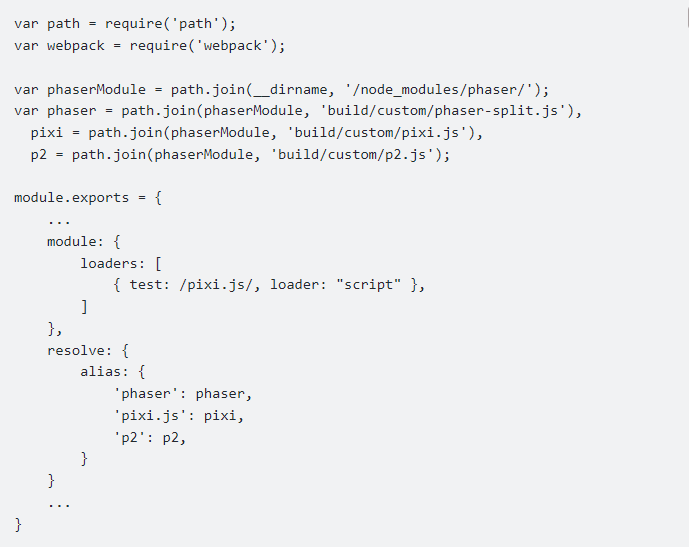 var path = require('path');
var webpack = require('webpack');

var phaserModule = path.join(__dirname, '/node_modules/phaser/');
var phaser = path.join(phaserModule, 'build/custom/phaser-split.js'),
  pixi = path.join(phaserModule, 'build/custom/pixi.js'),
  p2 = path.join(phaserModule, 'build/custom/p2.js');

module.exports = {
    ...
    module: {
        loaders: [
            { test: /pixi.js/, loader: "script" },
        ]
    },
    resolve: {
        alias: {
            'phaser': phaser,
            'pixi.js': pixi,
            'p2': p2,
        }
    }
    ...
}